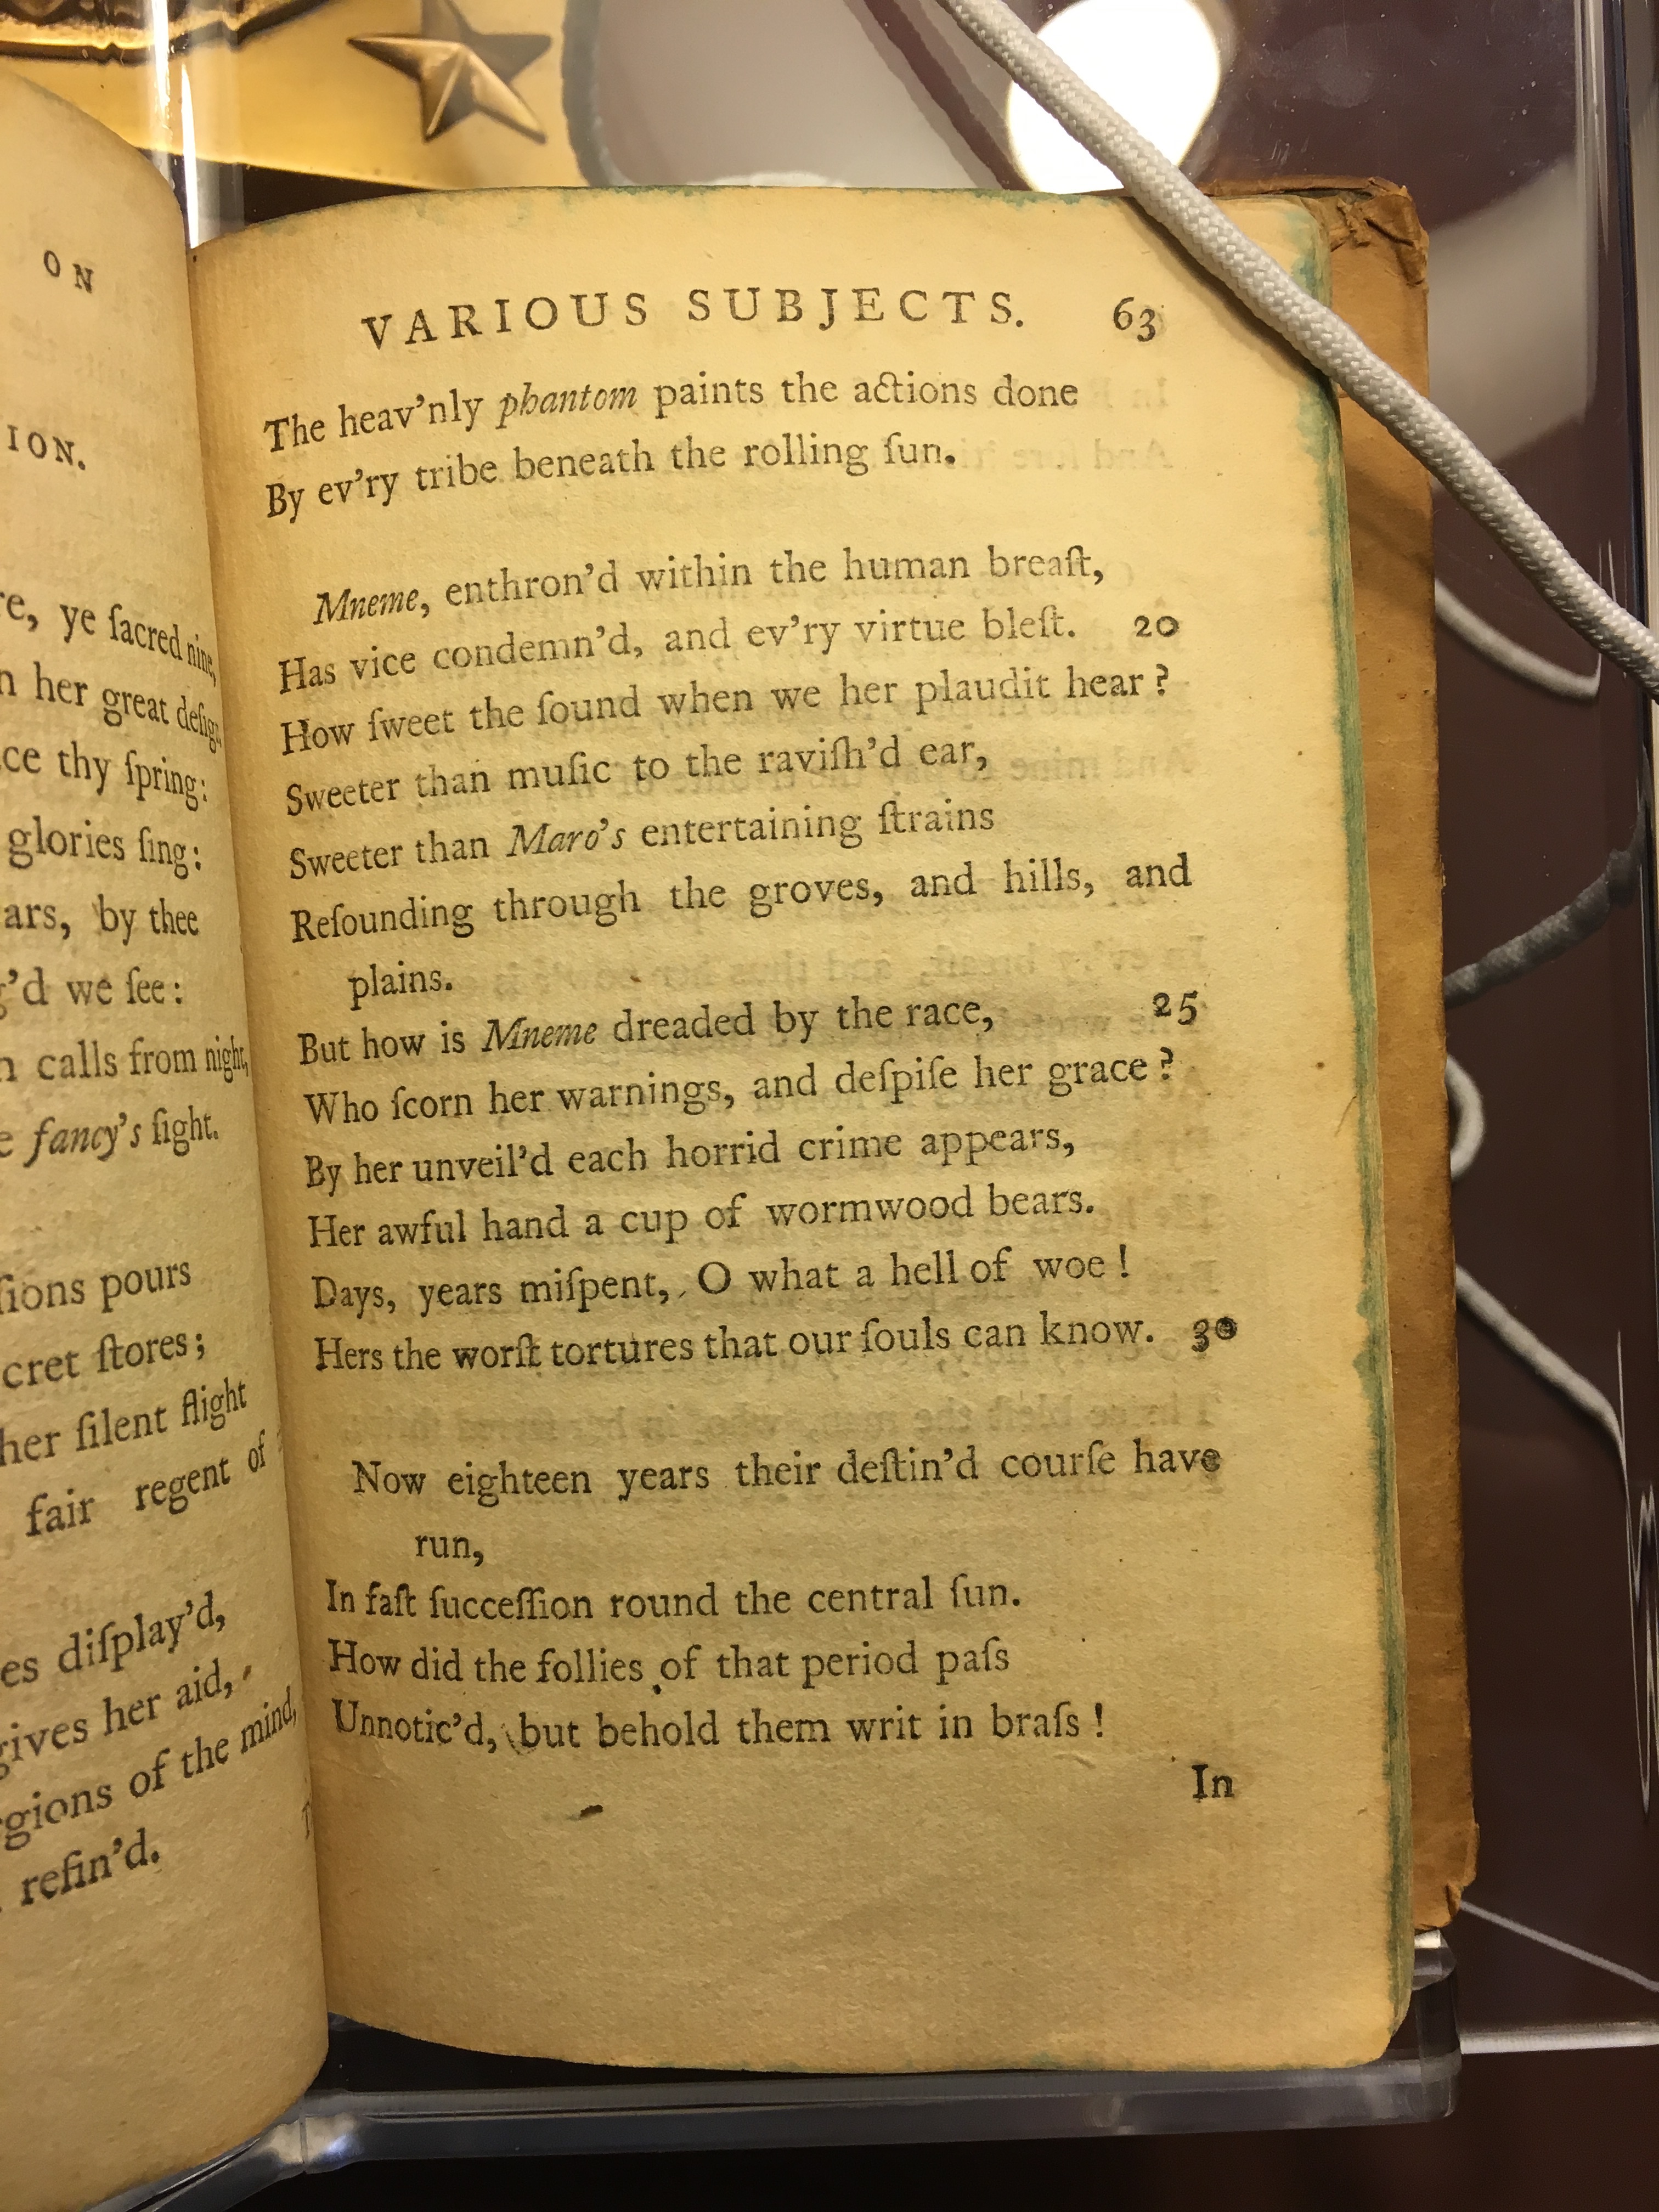 ON
ION.
ye ſacred nine,
her great deſign
ce thy ſpring:
glories ſing:
ars, by thee
'd we ſee:
calls from night,
fancy's ſight.
ſions pours
cret ſtores;
her ſilent flight
fair regent of
es diſplay'd,
gives her aid,
gions of the mind,
refin'd.
VARIOUS SUBJECTS. 63
The heav'nly phantom paints the actions done
By ev'ry tribe beneath the rolling ſun.
Mneme, enthron'd within the human breaſt,
Has vice condemn'd, and ev'ry virtue bleſt. 20
How ſweet the ſound when we her plaudit hear?
Sweeter than muſic to the raviſh'd ear,
Sweeter than Maro's entertaining ſtrains
Reſounding through the groves, and hills, and
plains.
But how is Mneme dreaded by the race, 25
Who ſcorn her warnings, and deſpiſe her grace?
By her unveil'd each horrid crime appears,
Her awful hand a cup of wormwood bears.
Days, years miſpent, O what a hell of woe!
Hers the worſt tortures that our ſouls can know. 30
Now eighteen years their deſtin'd courſe have
run,
In faſt ſucceſſion round the central ſun.
How did the follies of that period paſs
Unnotic'd, but behold them writ in braſs!
In